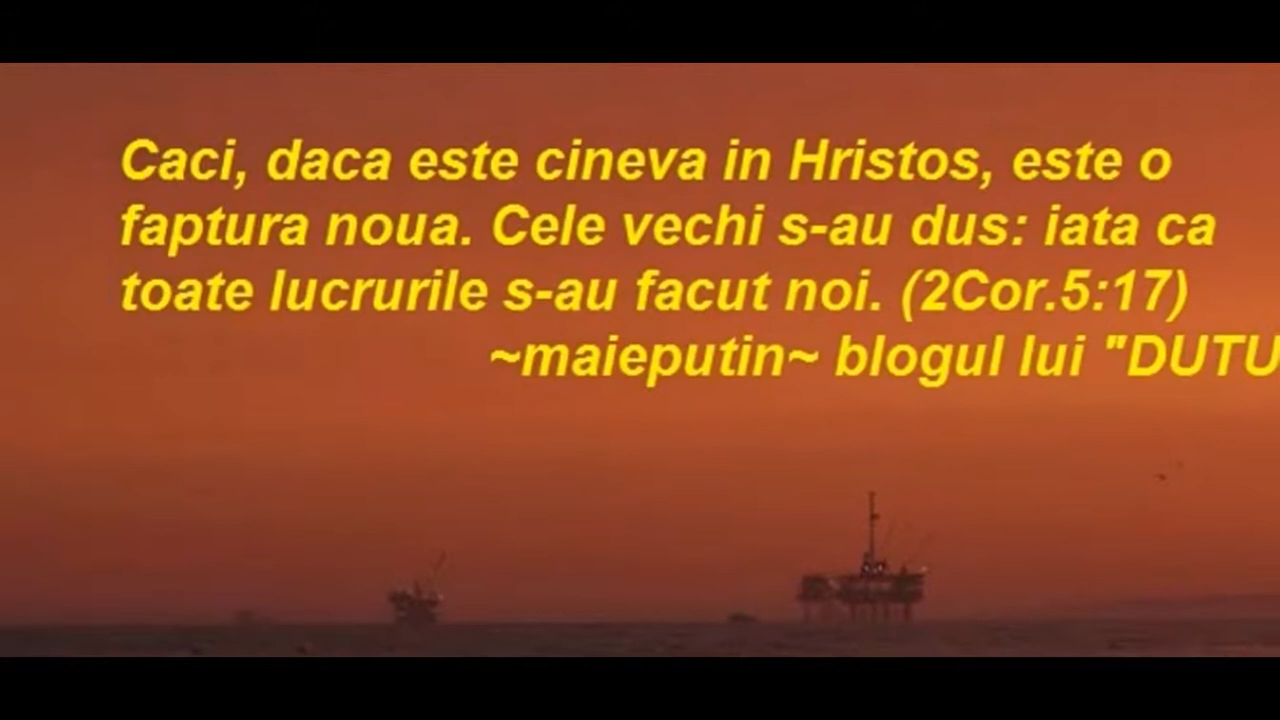 Caci, daca este cineva in Hristos, este o
faptura noua. Cele vechi s-au dus: iata ca
toate lucrurile s-au facut noi. (2Cor.5:17)
~maieputin~ blogul lui "DUTU